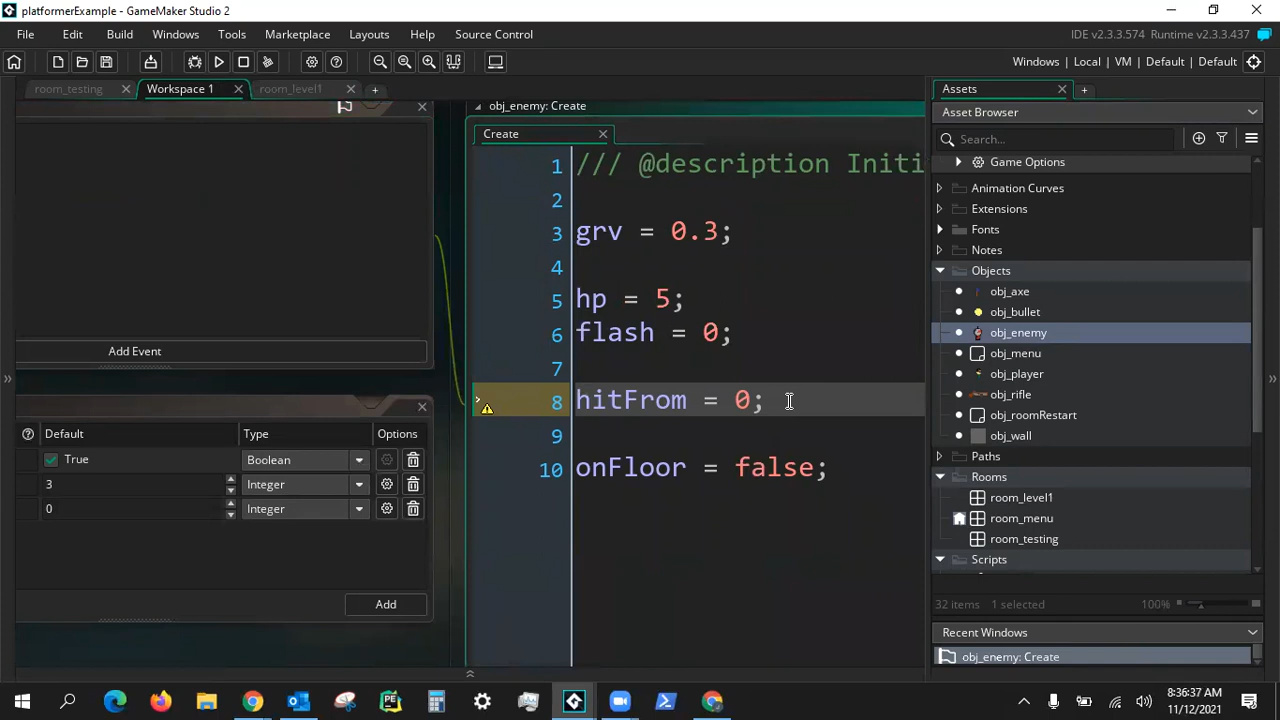 platformerExample - GameMaker Studio 2
File Edit Build Windows Tools Marketplace Layouts Help Source Control
IDE v2.3.3.574 Runtime v2.3.3.437
Windows | Local | VM | Default | Default
room_testing Workspace 1 room_level1
Assets
obj_enemy: Create
Asset Browser
Create
Search...
1 /// @description Initi
2
3 grv = 0.3;
4
5 hp = 5;
6 flash = 0;
7
8 hitFrom = 0;
9
10 onFloor = false;
Add Event
Default Type Options
True Boolean
3 Integer
0 Integer
Add
Game Options
Animation Curves
Extensions
Fonts
Notes
Objects
obj_axe
obj_bullet
obj_enemy
obj_menu
obj_player
obj_rifle
obj_roomRestart
obj_wall
Paths
Rooms
room_level1
room_menu
room_testing
Scripts
32 items 1 selected 100%
Recent Windows
obj_enemy: Create
8:36:37 AM
11/12/2021